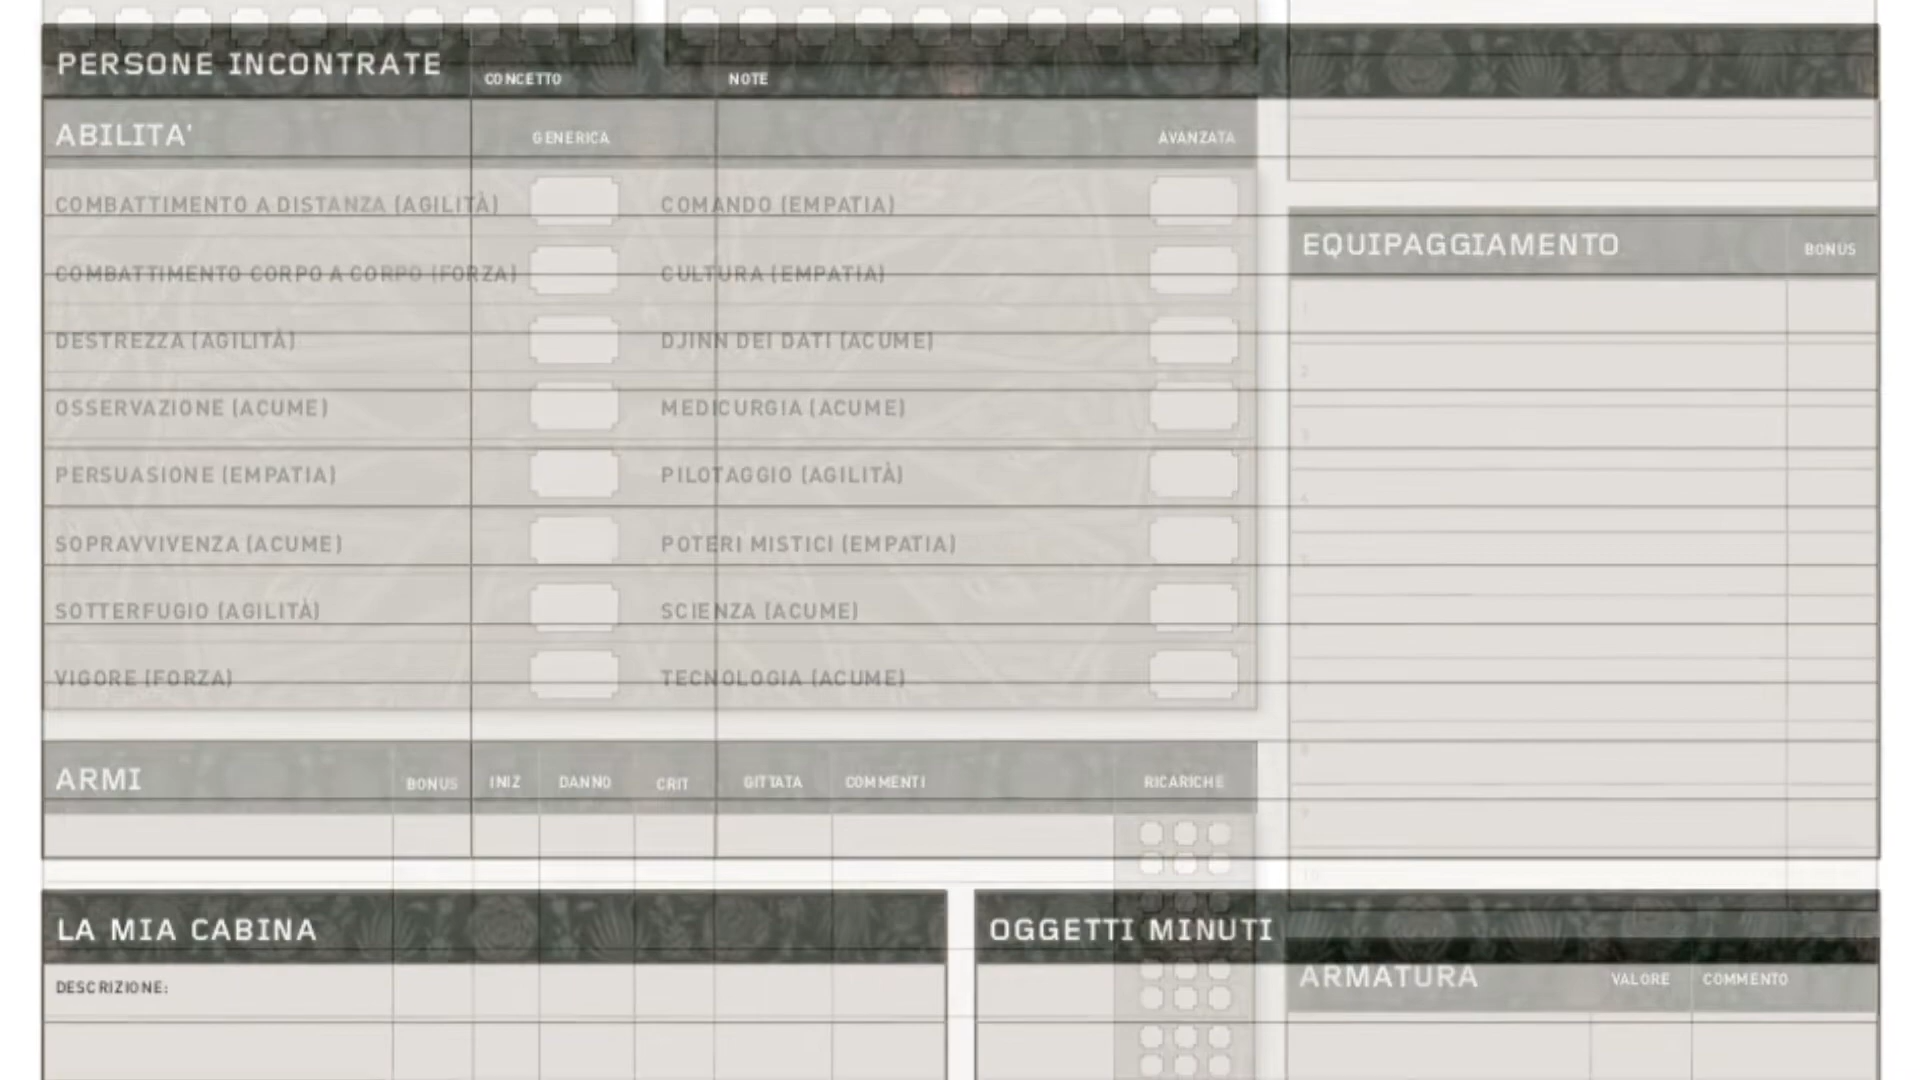 PERSONE INCONTRATE CONCETTO NOTE
ABILITA' GENERICA AVANZATA
COMBATTIMENTO A DISTANZA (AGILITÀ) COMANDO (EMPATIA)
EQUIPAGGIAMENTO BONUS
COMBATTIMENTO CORPO A CORPO (FORZA) CULTURA (EMPATIA)
DESTREZZA (AGILITÀ) DJINN DEI DATI (ACUME)
OSSERVAZIONE (ACUME) MEDICURGIA (ACUME)
PERSUASIONE (EMPATIA) PILOTAGGIO (AGILITÀ)
SOPRAVVIVENZA (ACUME) POTERI MISTICI (EMPATIA)
SOTTERFUGIO (AGILITÀ) SCIENZA (ACUME)
VIGORE (FORZA) TECNOLOGIA (ACUME)
ARMI BONUS INIZ DANNO CRIT GITTATA COMMENTI RICARICHE
LA MIA CABINA OGGETTI MINUTI
DESCRIZIONE: ARMATURA VALORE COMMENTO